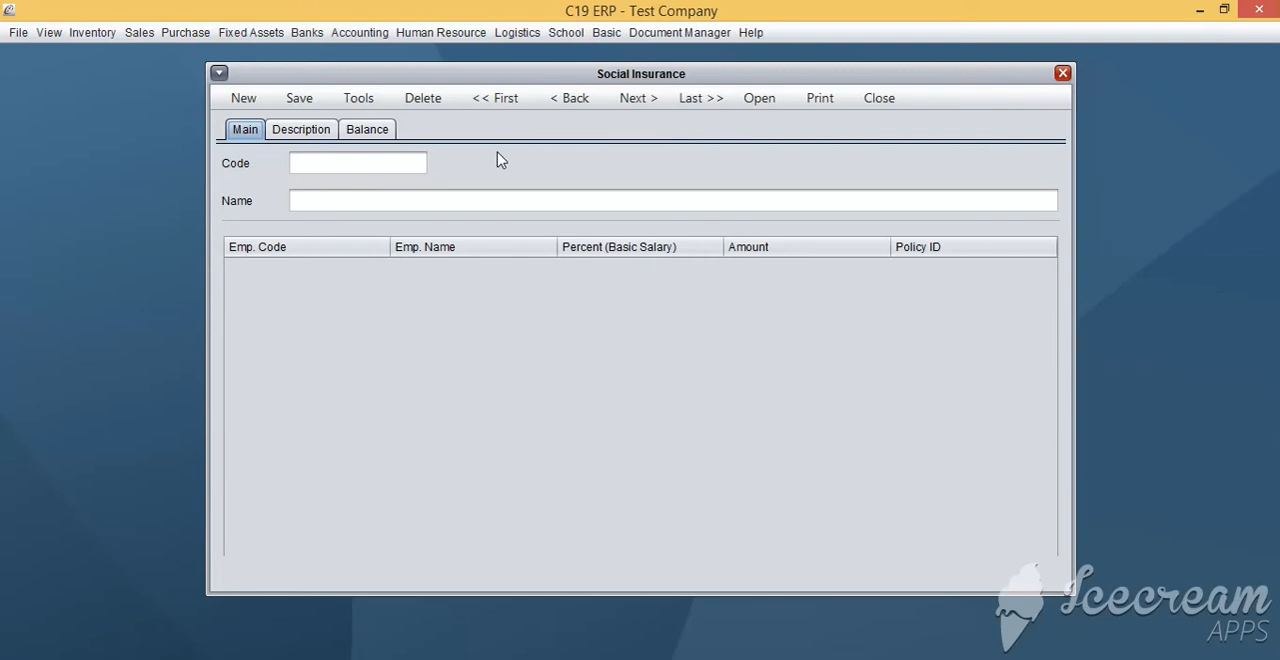 C19 ERP - Test Company
File View Inventory Sales Purchase Fixed Assets Banks Accounting Human Resource Logistics School Basic Document Manager Help
Social Insurance
New Save Tools Delete << First < Back Next > Last >> Open Print Close
Main Description Balance
Code
Name
Emp. Code Emp. Name Percent (Basic Salary) Amount Policy ID
Icecream
APPS